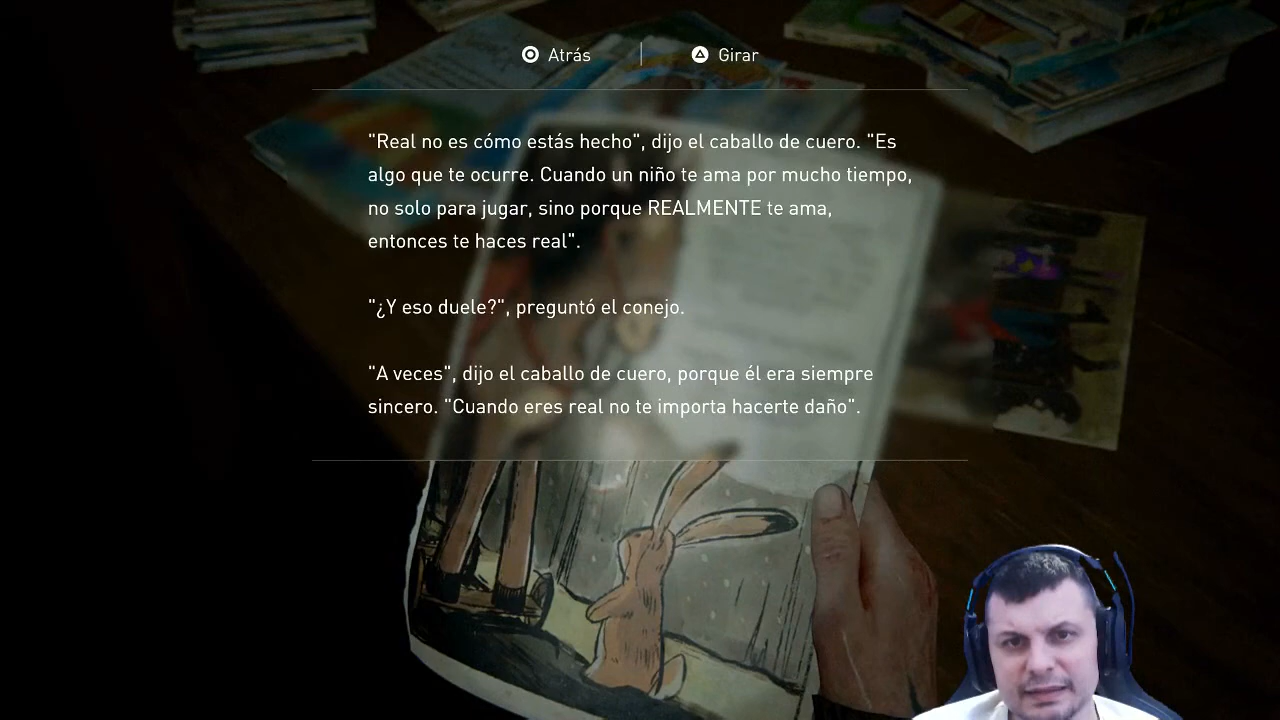 Atrás | Girar
"Real no es cómo estás hecho", dijo el caballo de cuero. "Es
algo que te ocurre. Cuando un niño te ama por mucho tiempo,
no solo para jugar, sino porque REALMENTE te ama,
entonces te haces real".
"¿Y eso duele?", preguntó el conejo.
"A veces", dijo el caballo de cuero, porque él era siempre
sincero. "Cuando eres real no te importa hacerte daño".